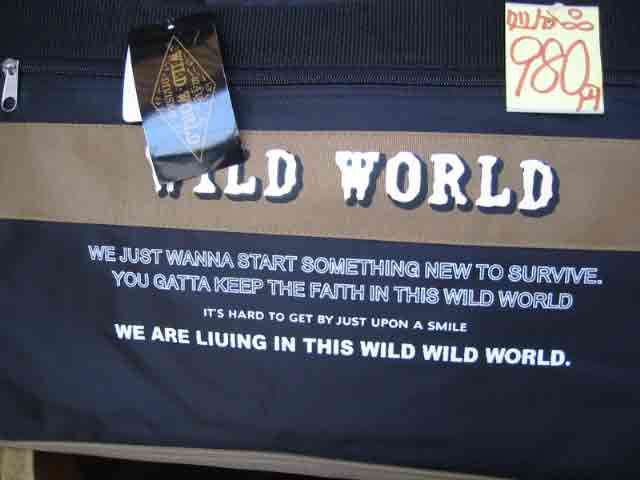 980円
WILD WORLD
WILD WORLD
WE JUST WANNA START SOMETHING NEW TO SURVIVE.
YOU GATTA KEEP THE FAITH IN THIS WILD WORLD
IT'S HARD TO GET BY JUST UPON A SMILE
WE ARE LIUING IN THIS WILD WILD WORLD.